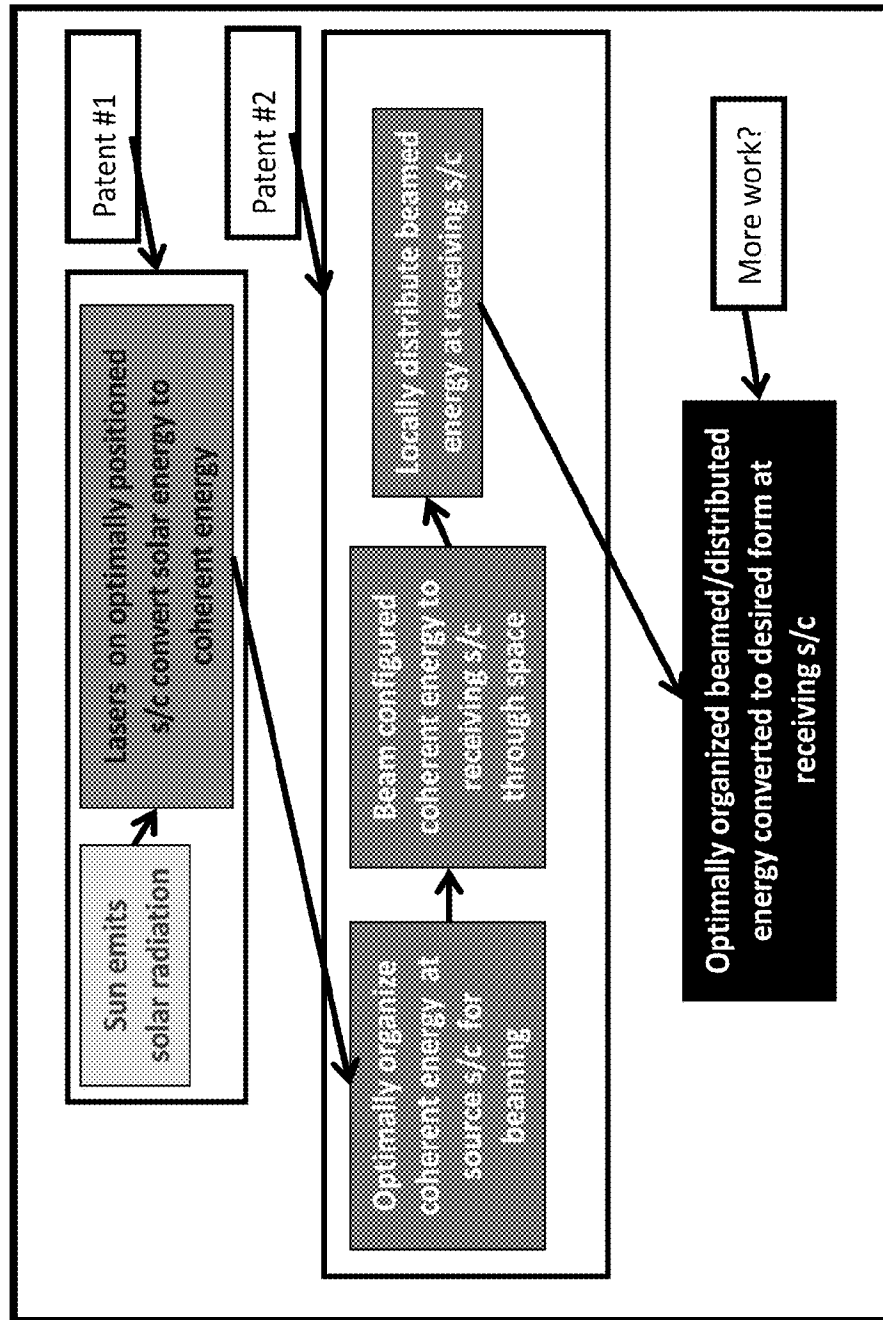 Sun emits
solar radiation
Lasers on optimally positioned
s/c convert solar energy to
coherent energy
Patent #1
Patent #2
Optimally organize
coherent energy at
source s/c for
beaming
Beam configured
coherent energy to
receiving s/c
through space
Locally distribute beamed
energy at receiving s/c
Optimally organized beamed/distributed
energy converted to desired form at
receiving s/c
More work?